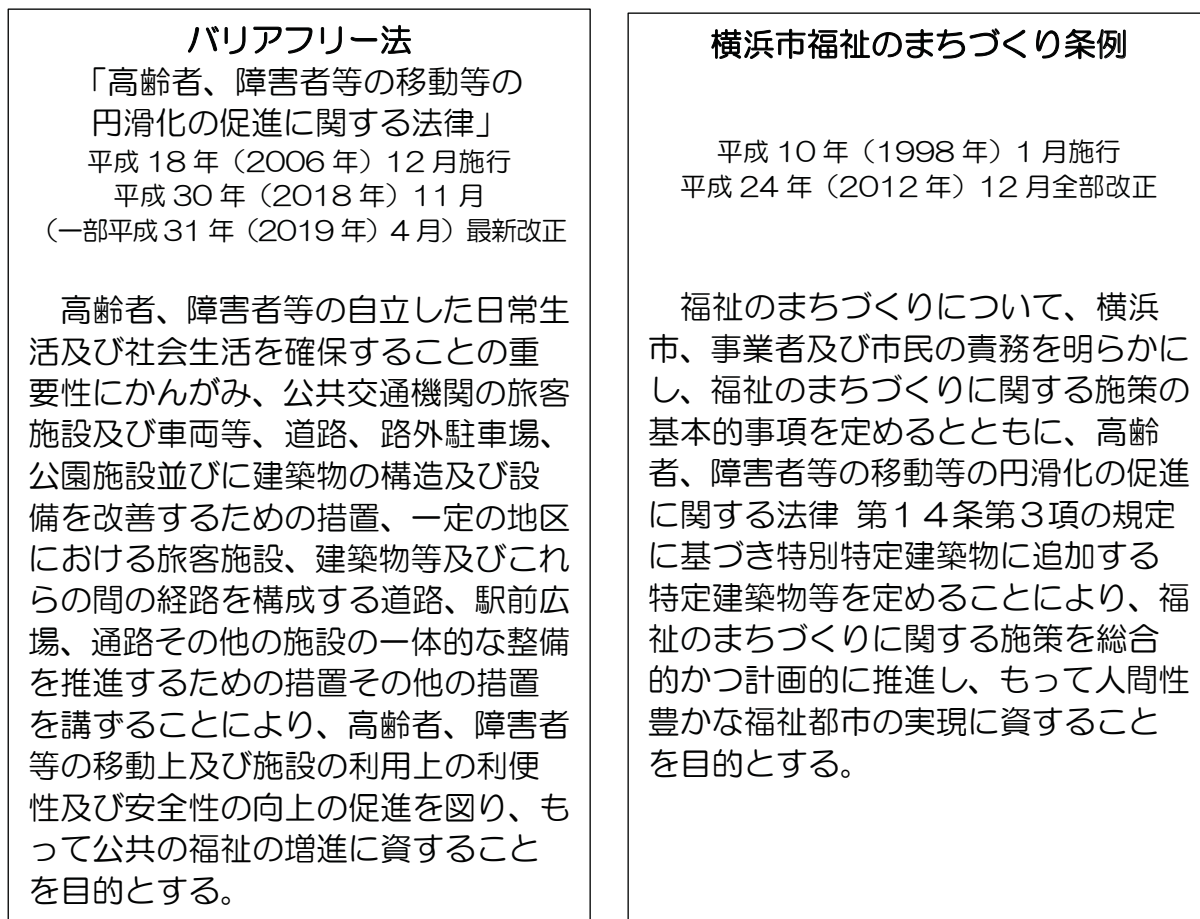 バリアフリー法
「高齢者、障害者等の移動等の
円滑化の促進に関する法律」
平成 18 年（2006 年）12 月施行
平成 30 年（2018 年）11 月
（一部平成 31 年（2019 年）4 月）最新改正
高齢者、障害者等の自立した日常生
活及び社会生活を確保することの重
要性にかんがみ、公共交通機関の旅客
施設及び車両等、道路、路外駐車場、
公園施設並びに建築物の構造及び設
備を改善するための措置、一定の地区
における旅客施設、建築物等及びこれ
らの間の経路を構成する道路、駅前広
場、通路その他の施設の一体的な整備
を推進するための措置その他の措置
を講ずることにより、高齢者、障害者
等の移動上及び施設の利用上の利便
性及び安全性の向上の促進を図り、も
って公共の福祉の増進に資すること
を目的とする。
横浜市福祉のまちづくり条例
平成 10 年（1998 年）1 月施行
平成 24 年（2012 年）12 月全部改正
福祉のまちづくりについて、横浜
市、事業者及び市民の責務を明らかに
し、福祉のまちづくりに関する施策の
基本的事項を定めるとともに、高齢
者、障害者等の移動等の円滑化の促進
に関する法律 第１４条第３項の規定
に基づき特別特定建築物に追加する
特定建築物等を定めることにより、福
祉のまちづくりに関する施策を総合
的かつ計画的に推進し、もって人間性
豊かな福祉都市の実現に資すること
を目的とする。